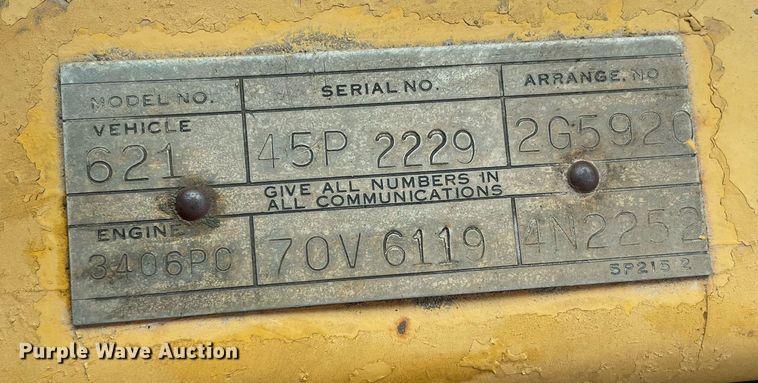 MODEL NO. SERIAL NO. ARRANGE. NO
VEHICLE
621 45P 2229 2G5920
GIVE ALL NUMBERS IN
ALL COMMUNICATIONS
ENGINE
3406PC 70V 6119 4N2252
5P215 2
Purple Wave Auction